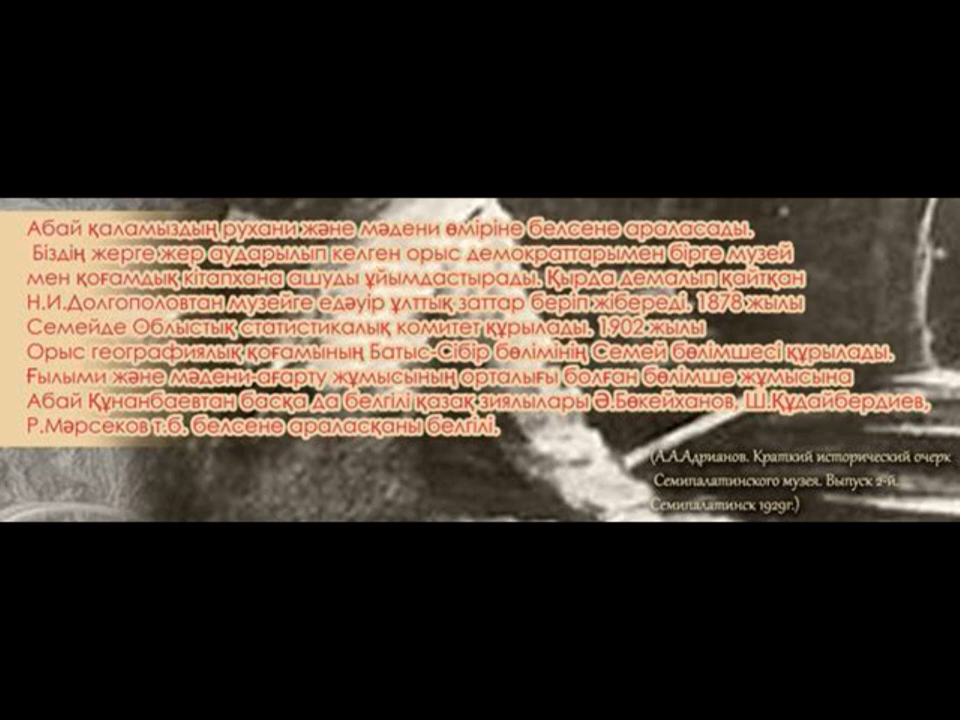 Абай қаламыздың рухани және мәдени өміріне белсене араласады.
Біздің жерге жер аударылып келген орыс демократтарымен бірге музей
мен қоғамдық кітапхана ашуды ұйымдастырады. Қырда демалып қайтқан
Н.И.Долгополовтан музейге едәуір ұлттық заттар беріп жібереді. 1878 жылы
Семейде Облыстық статистикалық комитет құрылады. 1902 жылы
Орыс географиялық қоғамының Батыс-Сібір бөлімінің Семей бөлімшесі құрылады.
Ғылыми және мәдени-ағарту жұмысының орталығы болған бөлімше жұмысына
Абай Құнанбаевтан басқа да белгілі қазақ зиялылары Ә.Бөкейханов, Ш.Құдайбердиев,
Р.Мәрсеков т.б. белсене араласқаны белгілі.
(А.А.Адрианов. Краткий исторический очерк
Семипалатинского музея. Выпуск 2-й.
Семипалатинск 1929г.)